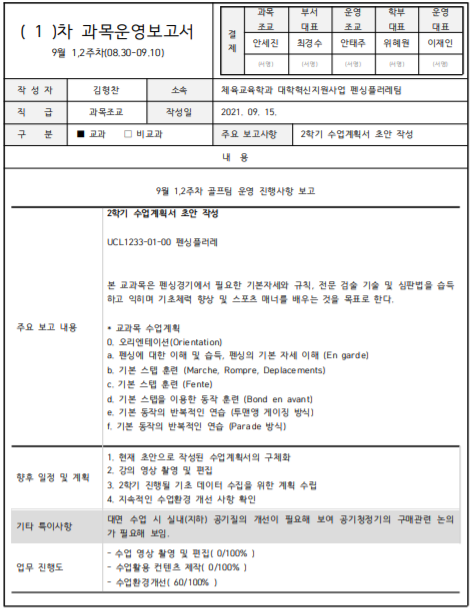 ( 1 )차 과목운영보고서
9월 1,2주차(08.30-09.10)
결제
과목 조교
부서 대표
운영 조교
학부 대표
운영 대표
안세진 최경수 안태주 위혜원 이재인
(서명) (서명) (서명) (서명) (서명)
작 성 자 김형찬 소속 체육교육학과 대학혁신지원사업 펜싱플러레팀
직 급 과목조교 작성일 2021. 09. 15.
구 분 ■ 교과 □ 비교과 주요 보고사항 2학기 수업계획서 초안 작성
내 용
9월 1,2주차 골프팀 운영 진행사항 보고
주요 보고 내용
2학기 수업계획서 초안 작성
UCL1233-01-00 펜싱플러레
본 교과목은 펜싱경기에서 필요한 기본자세와 규칙, 전문 검술 기술 및 심판법을 습득
하고 익히며 기초체력 향상 및 스포츠 매너를 배우는 것을 목표로 한다.
* 교과목 수업계획
0. 오리엔테이션(Orientation)
a. 펜싱에 대한 이해 및 습득, 펜싱의 기본 자세 이해 (En garde)
b. 기본 스텝 훈련 (Marche, Rompre, Deplacements)
c. 기본 스텝 훈련 (Fente)
d. 기본 스텝을 이용한 동작 훈련 (Bond en avant)
e. 기본 동작의 반복적인 연습 (투맨앵 게이징 방식)
f. 기본 동작의 반복적인 연습 (Parade 방식)
향후 일정 및 계획
1. 현재 초안으로 작성된 수업계획서의 구체화
2. 강의 영상 촬영 및 편집
3. 2학기 진행될 기초 데이터 수집을 위한 계획 수립
4. 지속적인 수업환경 개선 사항 확인
기타 특이사항
대면 수업 시 실내(지하) 공기질의 개선이 필요해 보여 공기청정기의 구매관련 논의
가 필요해 보임.
업무 진행도
- 수업 영상 촬영 및 편집( 0/100% )
- 수업활용 컨텐츠 제작( 0/100% )
- 수업환경개선( 60/100% )